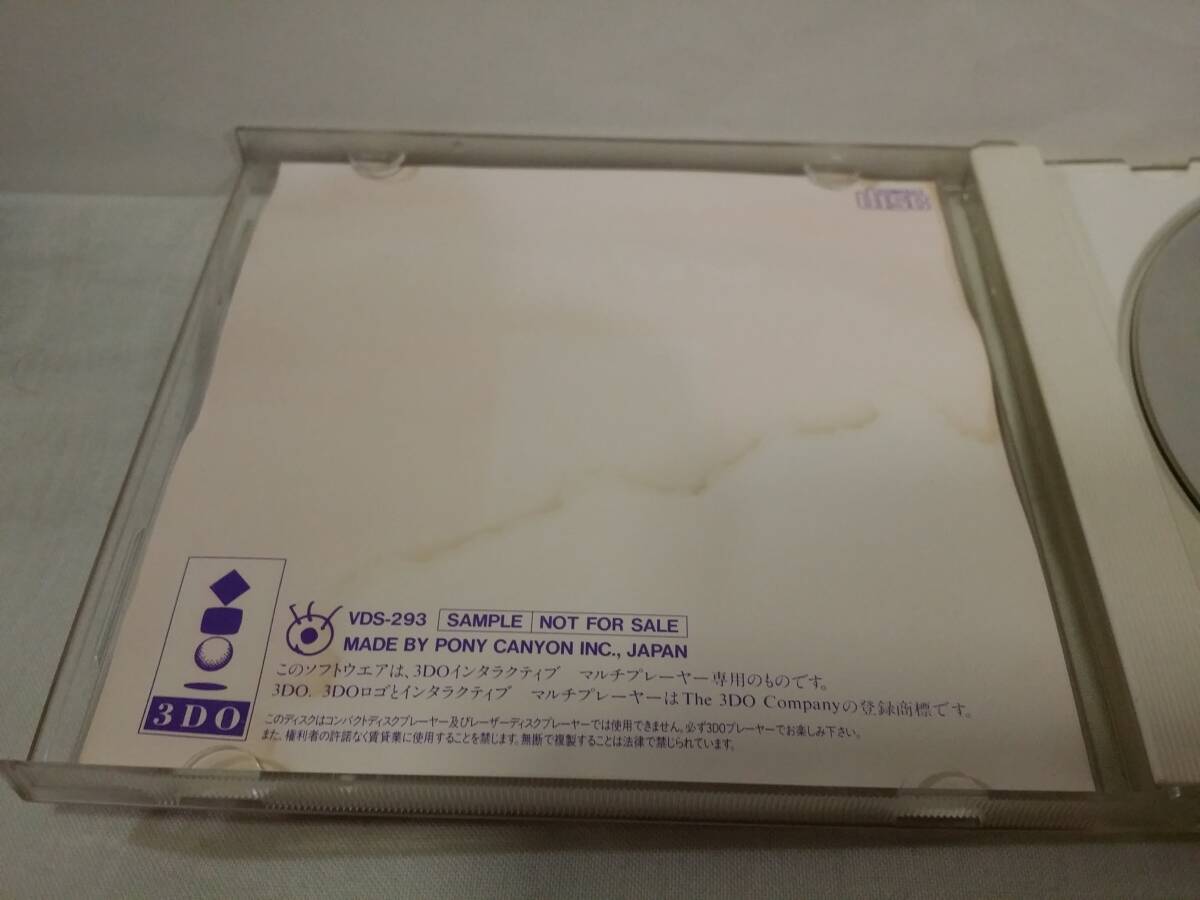 disc
VDS-293 SAMPLE NOT FOR SALE
MADE BY PONY CANYON INC., JAPAN
このソフトウエアは、3DOインタラクティブ　マルチプレーヤー専用のものです。
3DO、3DOロゴとインタラクティブ　マルチプレーヤーはThe 3DO Companyの登録商標です。
3DO
このディスクはコンパクトディスクプレーヤー及びレーザーディスクプレーヤーでは使用できません。必ず3DOプレーヤーでお楽しみ下さい。
また、権利者の許諾なく賃貸業に使用することを禁じます。無断で複製することは法律で禁じられています。